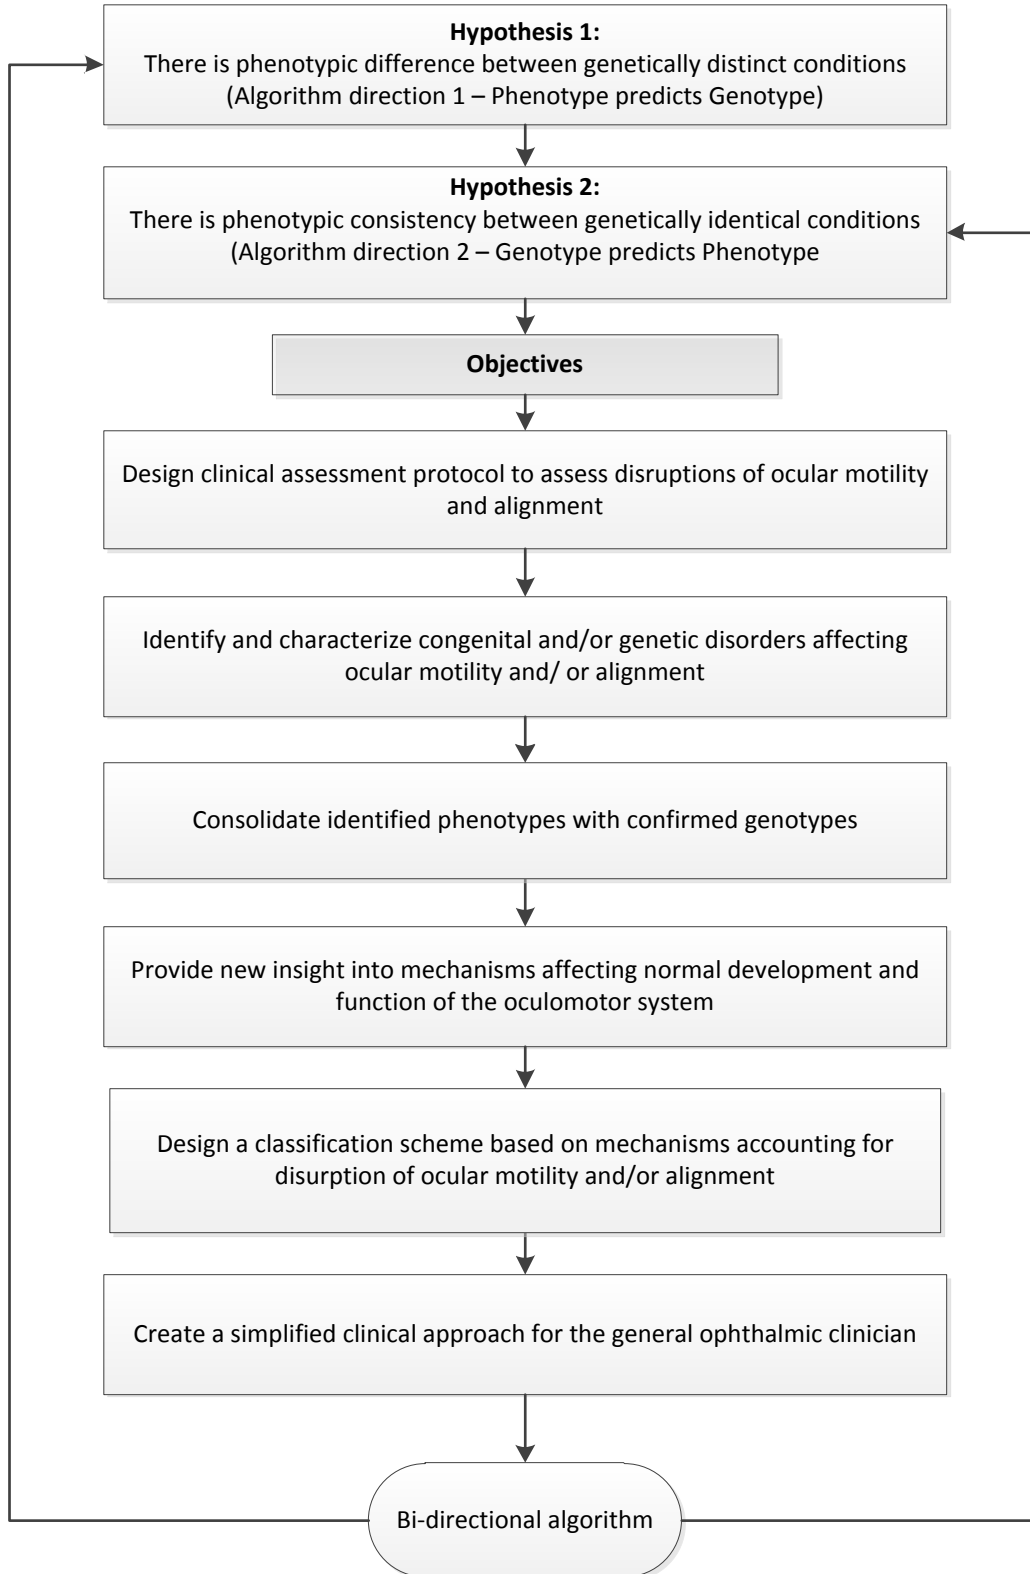 Hypothesis 1:
There is phenotypic difference between genetically distinct conditions
(Algorithm direction 1 – Phenotype predicts Genotype)
Hypothesis 2:
There is phenotypic consistency between genetically identical conditions
(Algorithm direction 2 – Genotype predicts Phenotype
Objectives
Design clinical assessment protocol to assess disruptions of ocular motility
and alignment
Identify and characterize congenital and/or genetic disorders affecting
ocular motility and/ or alignment
Consolidate identified phenotypes with confirmed genotypes
Provide new insight into mechanisms affecting normal development and
function of the oculomotor system
Design a classification scheme based on mechanisms accounting for
disurption of ocular motility and/or alignment
Create a simplified clinical approach for the general ophthalmic clinician
Bi-directional algorithm